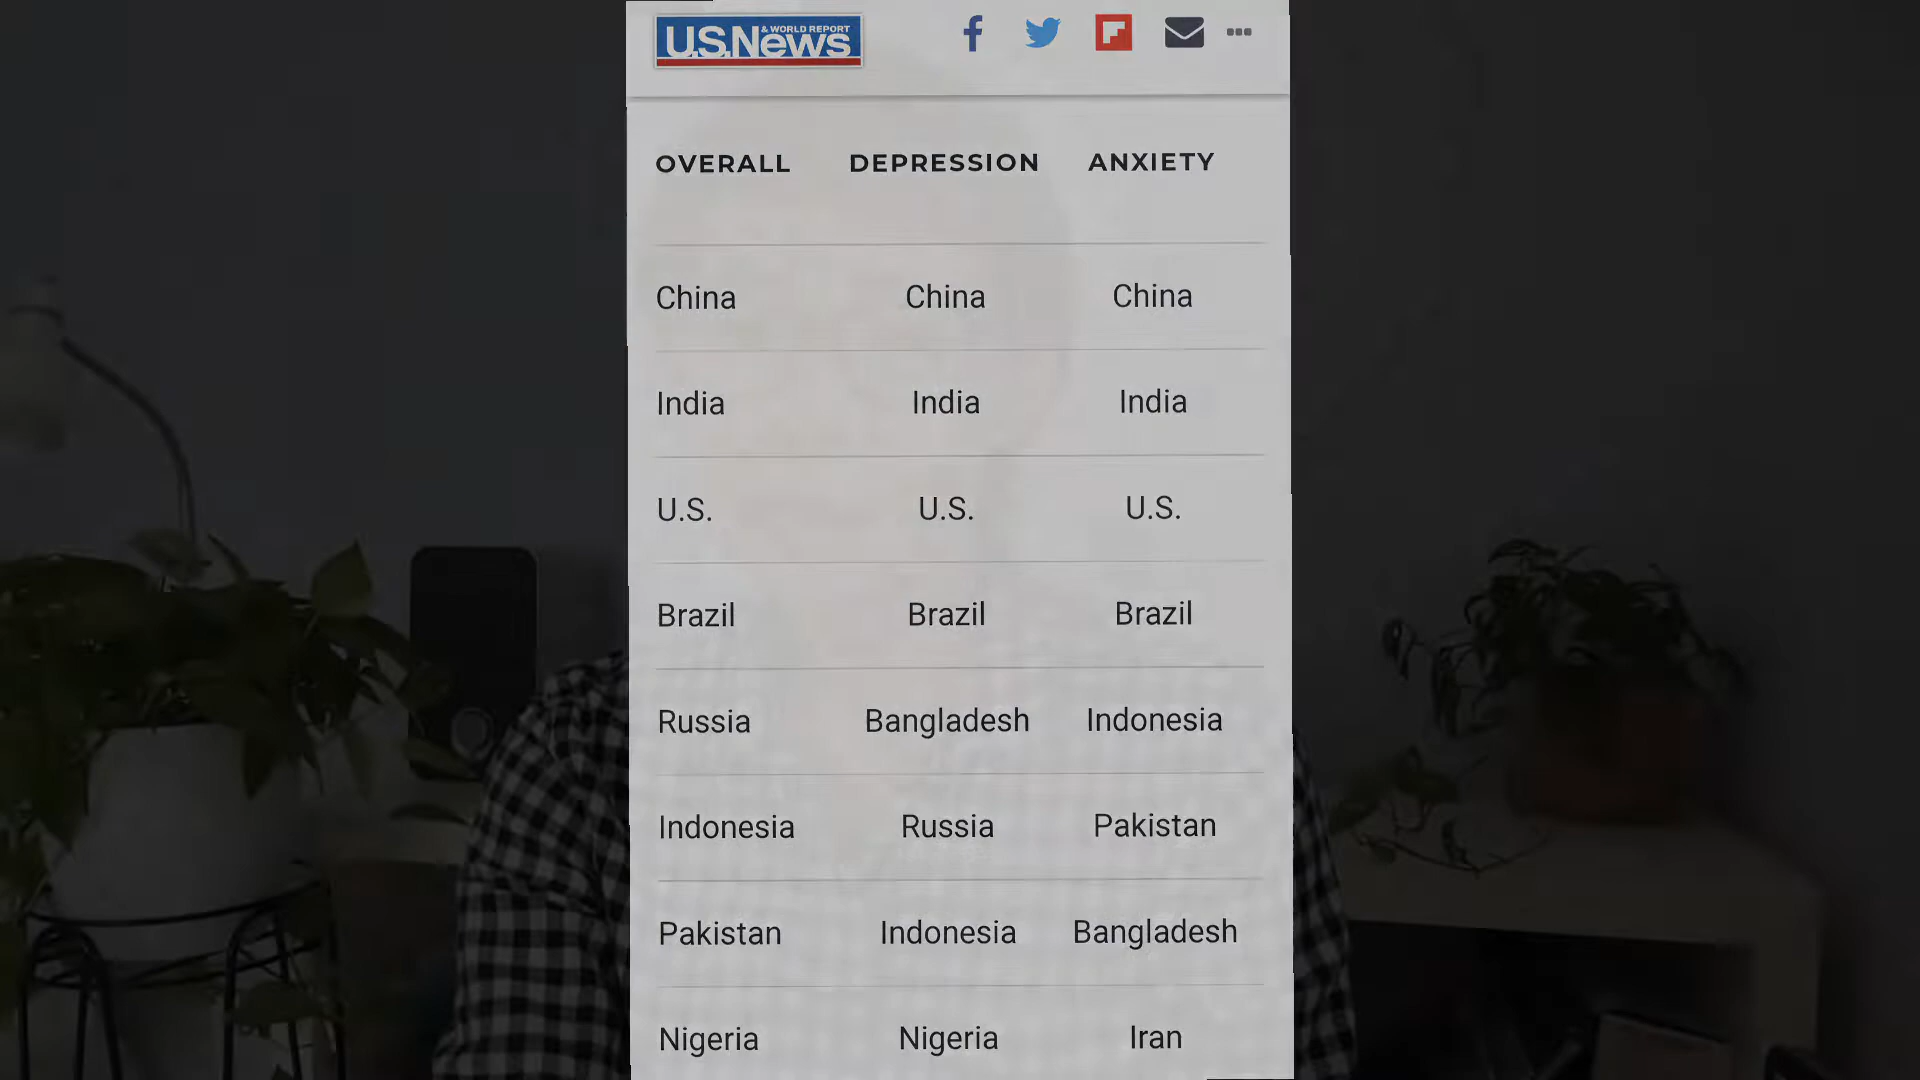 U.S.News & WORLD REPORT
OVERALL DEPRESSION ANXIETY
China China China
India India India
U.S. U.S. U.S.
Brazil Brazil Brazil
Russia Bangladesh Indonesia
Indonesia Russia Pakistan
Pakistan Indonesia Bangladesh
Nigeria Nigeria Iran